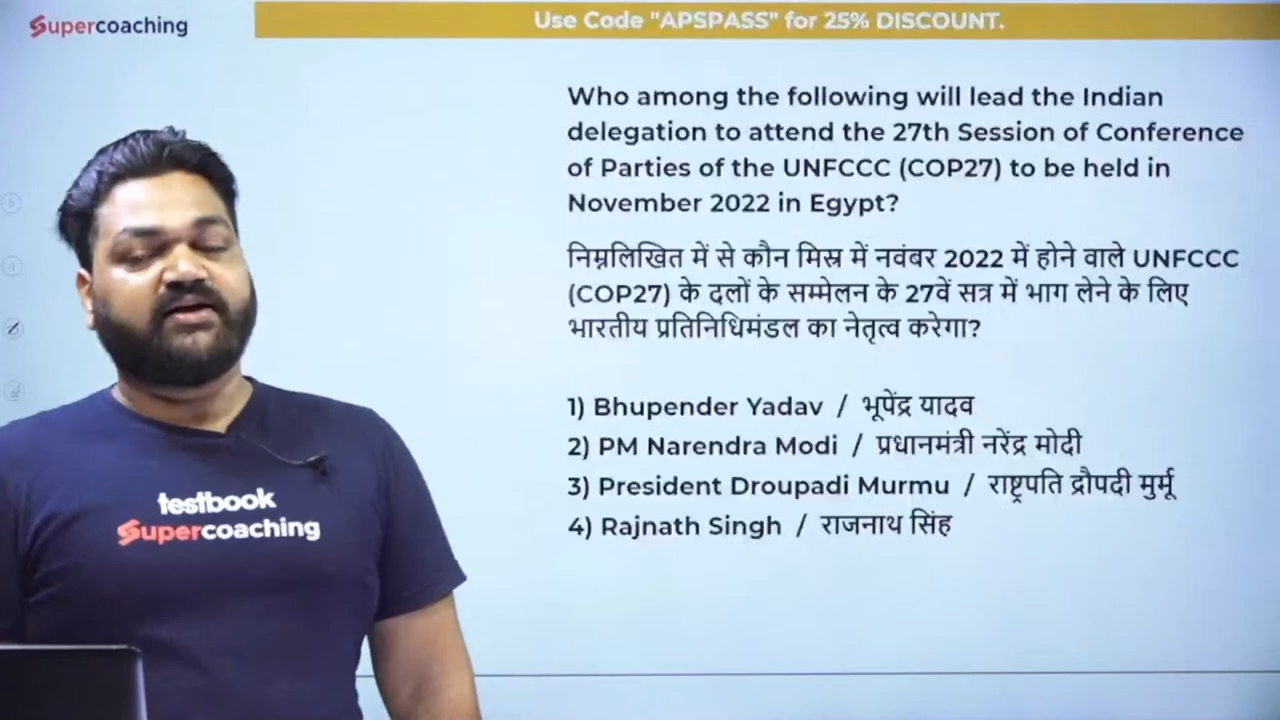 Supercoaching
Use Code "APSPASS" for 25% DISCOUNT.
Who among the following will lead the Indian
delegation to attend the 27th Session of Conference
of Parties of the UNFCCC (COP27) to be held in
November 2022 in Egypt?
निम्नलिखित में से कौन मिस्र में नवंबर 2022 में होने वाले UNFCCC
(COP27) के दलों के सम्मेलन के 27वें सत्र में भाग लेने के लिए
भारतीय प्रतिनिधिमंडल का नेतृत्व करेगा?
1) Bhupender Yadav / भूपेंद्र यादव
2) PM Narendra Modi / प्रधानमंत्री नरेंद्र मोदी
3) President Droupadi Murmu / राष्ट्रपति द्रौपदी मुर्मू
4) Rajnath Singh / राजनाथ सिंह
testbook
Supercoaching